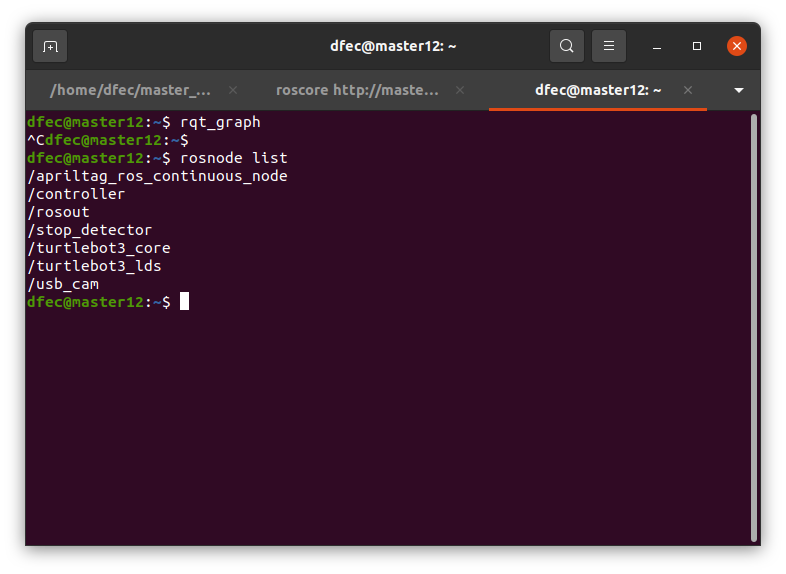 dfec@master12: ~
/home/dfec/master_...
roscore http://maste...
dfec@master12: ~
dfec@master12:~$ rqt_graph
^Cdfec@master12:~$
dfec@master12:~$ rosnode list
/apriltag_ros_continuous_node
/controller
/rosout
/stop_detector
/turtlebot3_core
/turtlebot3_lds
/usb_cam
dfec@master12:~$